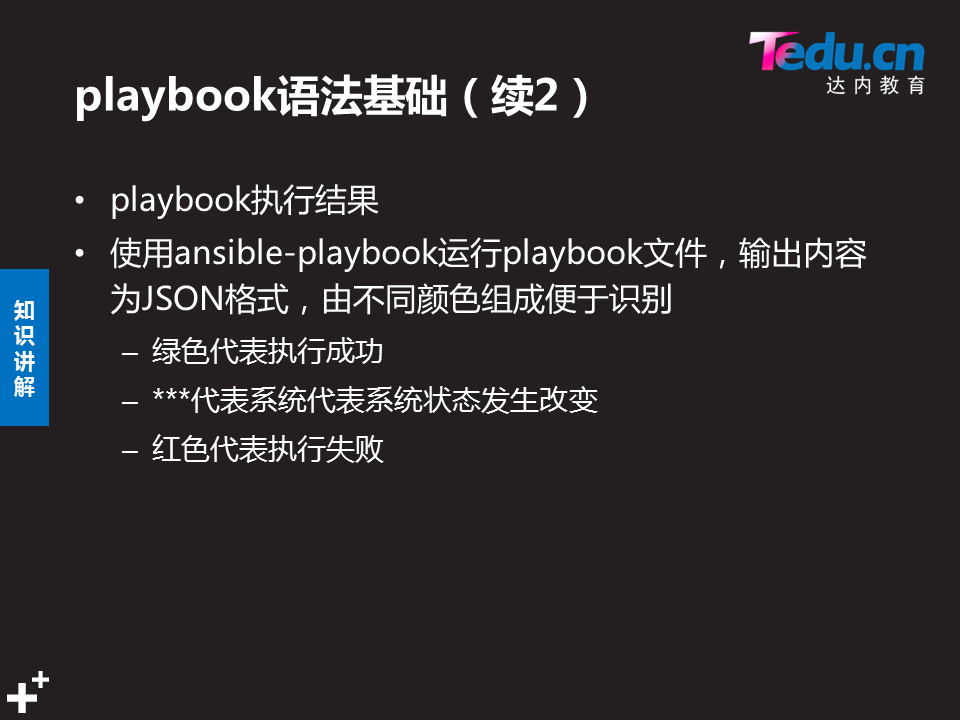 Tedu.cn
达内教育
playbook语法基础（续2）
• playbook执行结果
• 使用ansible-playbook运行playbook文件，输出内容
为JSON格式，由不同颜色组成便于识别
– 绿色代表执行成功
– ***代表系统代表系统状态发生改变
– 红色代表执行失败
知
识
讲
解